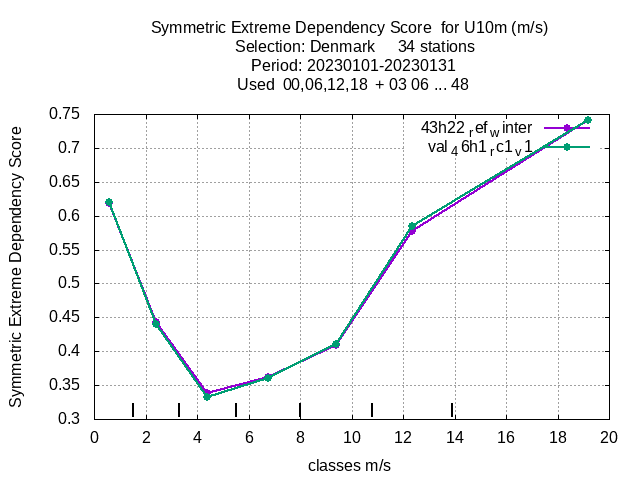 Symmetric Extreme Dependency Score  for U10m (m/s)
Selection: Denmark     34 stations
Period: 20230101-20230131
Used  00,06,12,18  + 03 06 ... 48
43h22 refwinter
val46h1rc1v1
Symmetric Extreme Dependency Score
0.75
0.7
0.65
0.6
0.55
0.5
0.45
0.4
0.35
0.3
0 2 4 6 8 10 12 14 16 18 20
classes m/s